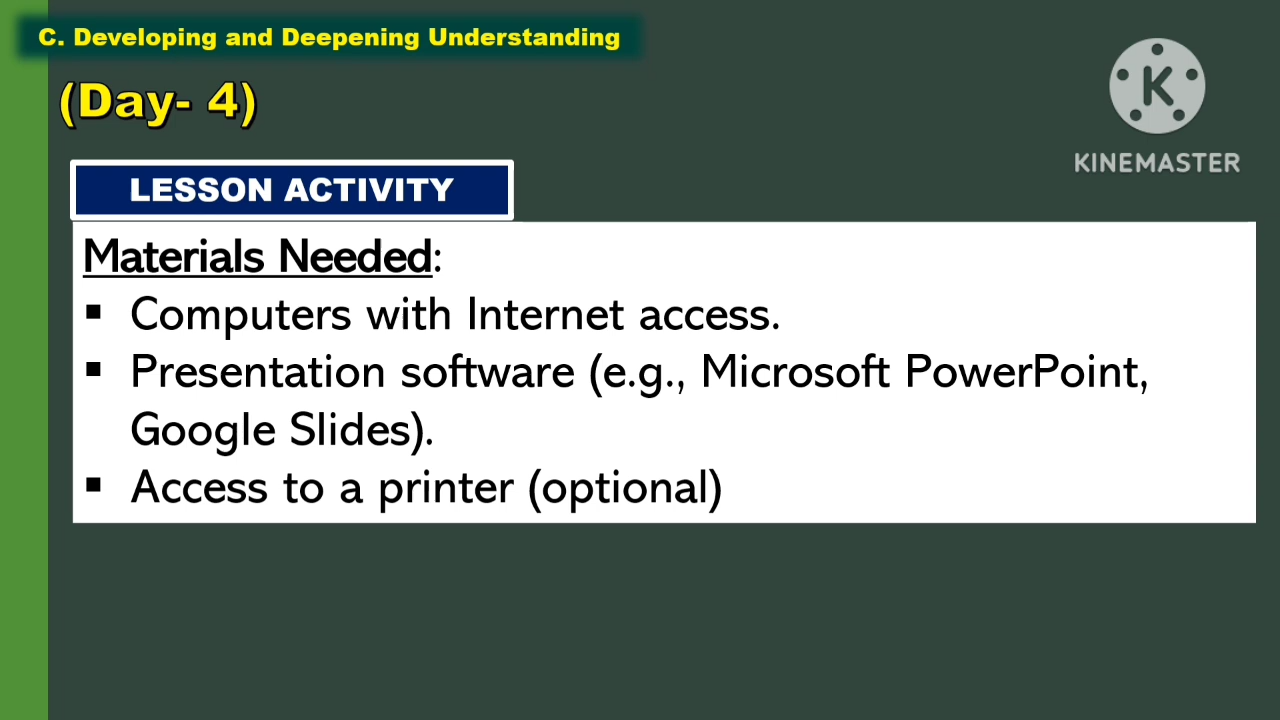 C. Developing and Deepening Understanding
(Day- 4)
K
KINEMASTER
LESSON ACTIVITY
Materials Needed:
▪ Computers with Internet access.
▪ Presentation software (e.g., Microsoft PowerPoint,
Google Slides).
▪ Access to a printer (optional)